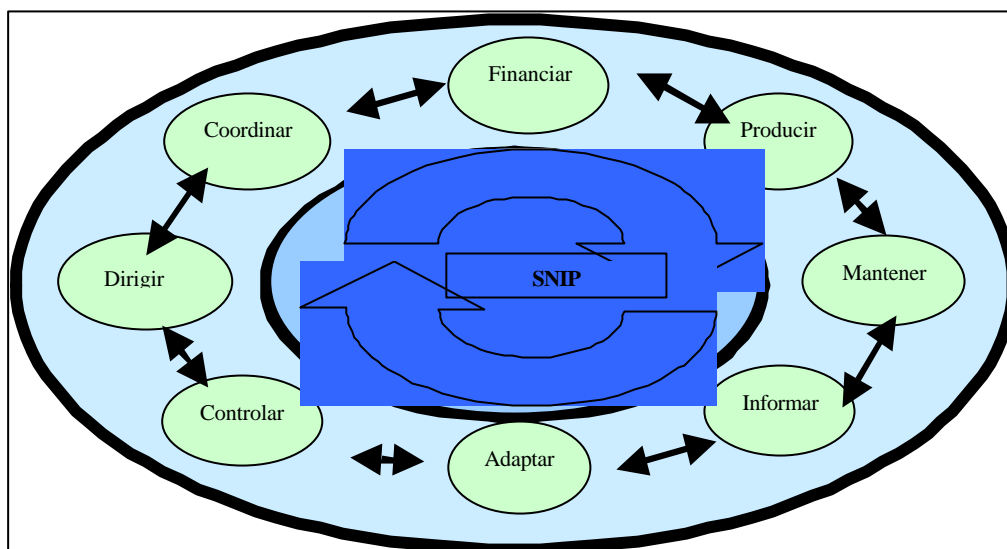 Financiar
Coordinar
Producir
Dirigir
SNIP
Mantener
Controlar
Informar
Adaptar